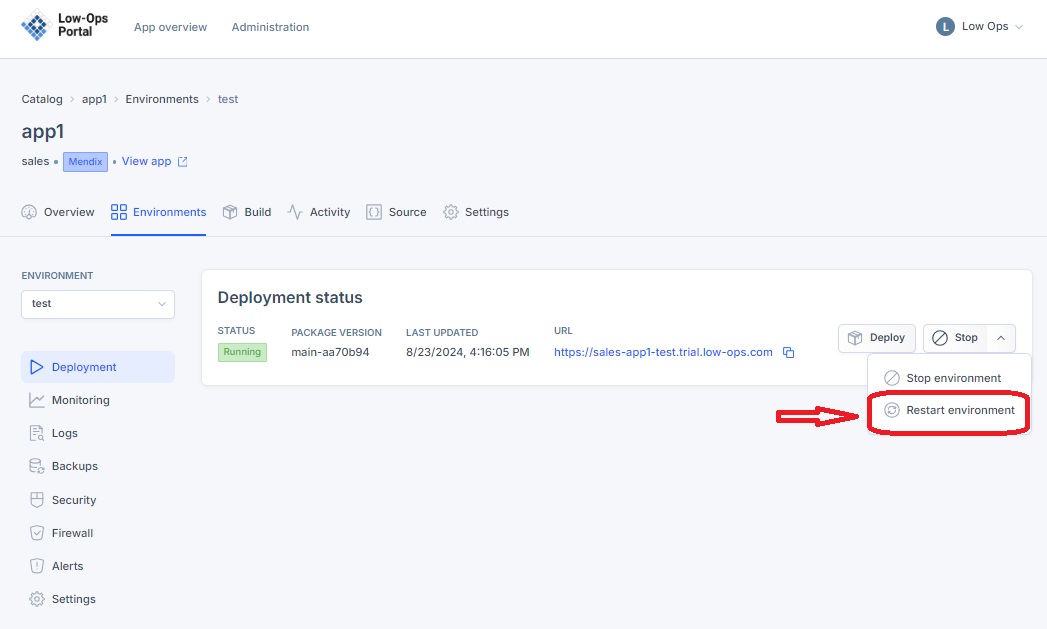 Low-Ops
Portal
App overview
Administration
L
Low Ops
Catalog > app1 > Environments > test
app1
sales • Mendix • View app
Overview
Environments
Build
Activity
Source
Settings
ENVIRONMENT
test
Deployment
Monitoring
Logs
Backups
Security
Firewall
Alerts
Settings
Deployment status
STATUS
PACKAGE VERSION
LAST UPDATED
URL
Running
main-aa70b94
8/23/2024, 4:16:05 PM
https://sales-app1-test.trial.low-ops.com
Deploy
Stop
Stop environment
Restart environment